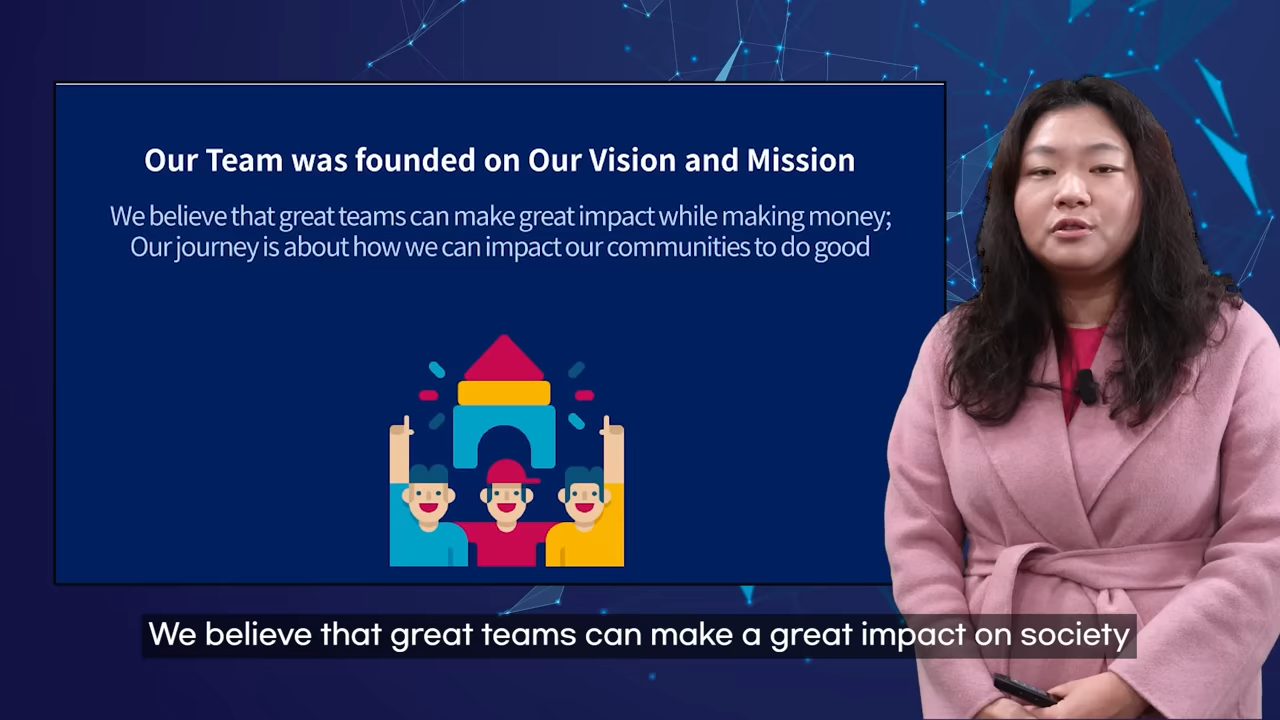 Our Team was founded on Our Vision and Mission
We believe that great teams can make great impact while making money;
Our journey is about how we can impact our communities to do good
We believe that great teams can make a great impact on society